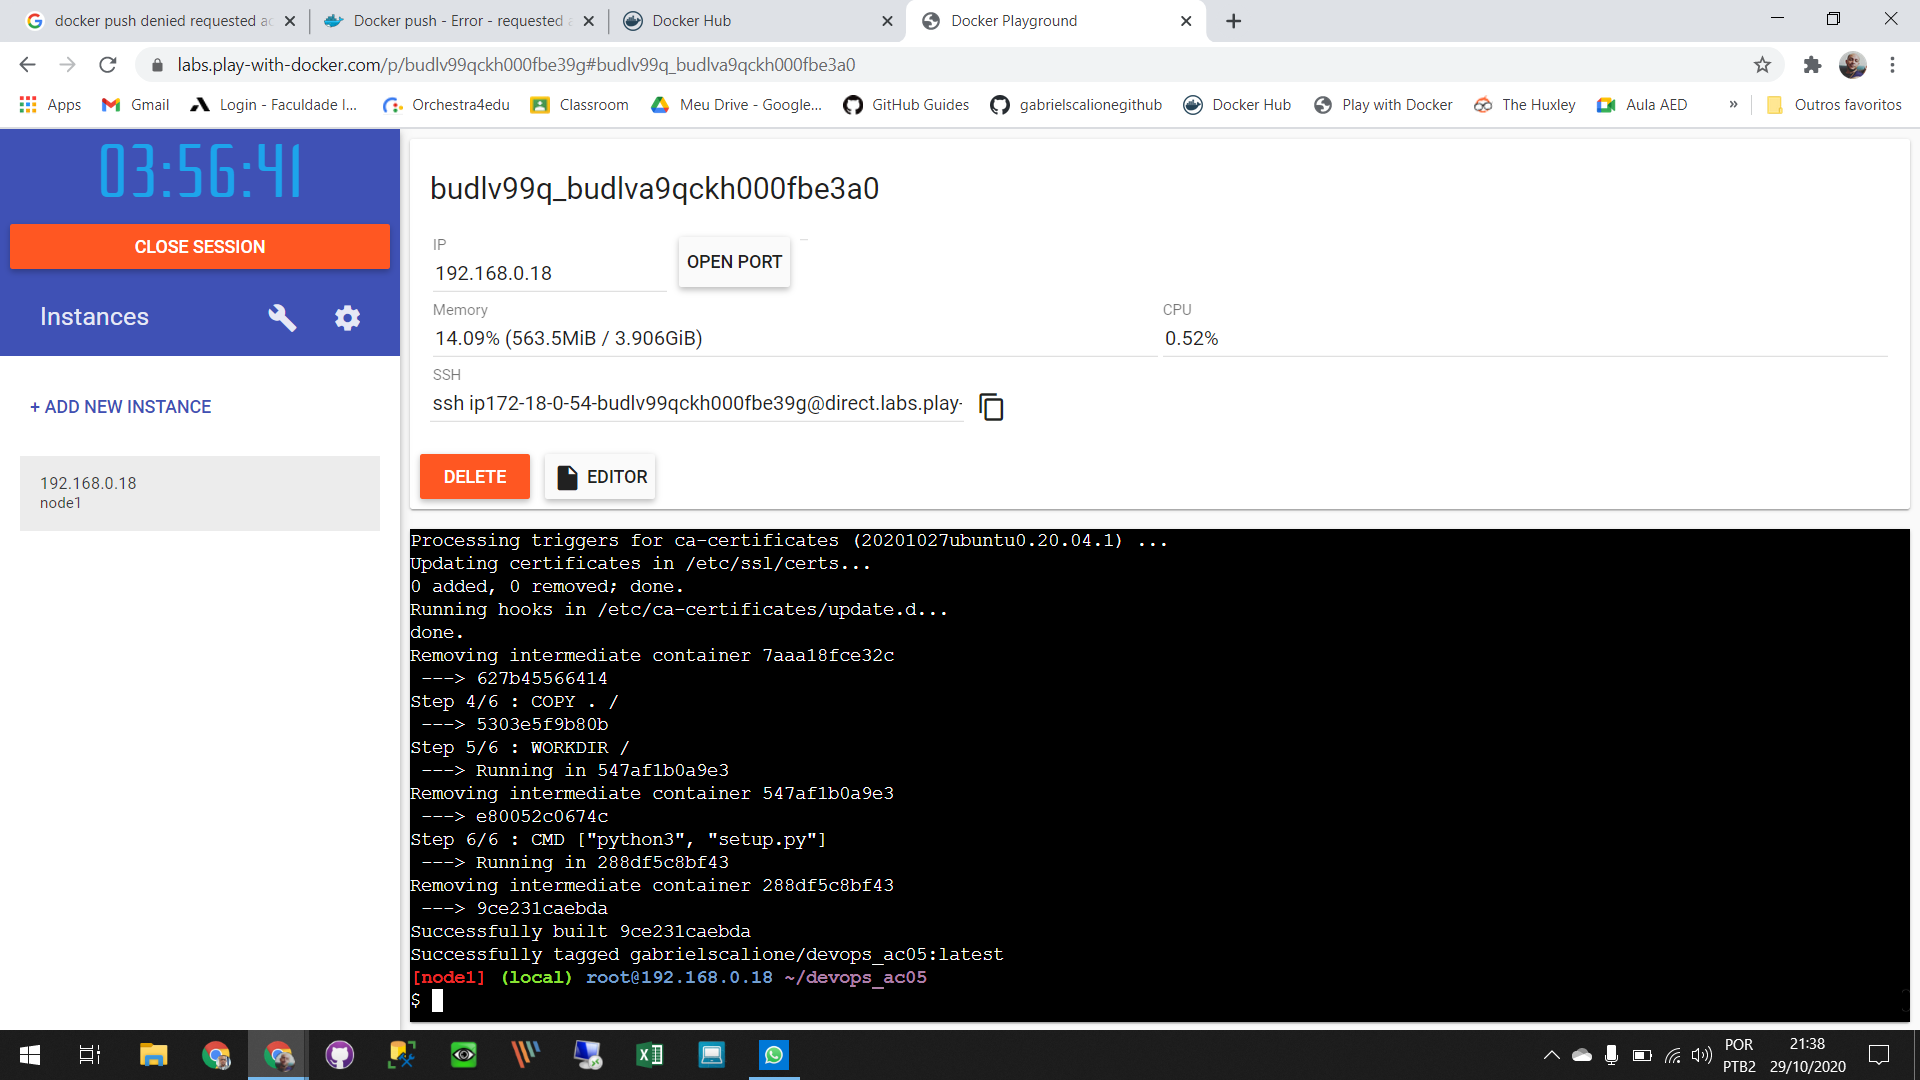 docker push denied requested ac
Docker push - Error - requested a
Docker Hub
Docker Playground
labs.play-with-docker.com/p/budlv99qckh000fbe39g#budlv99q_budlva9qckh000fbe3a0
Apps
Gmail
Login - Faculdade I...
Orchestra4edu
Classroom
Meu Drive - Google...
GitHub Guides
gabrielscalionegithub
Docker Hub
Play with Docker
The Huxley
Aula AED
»
Outros favoritos
03:56:41
CLOSE SESSION
Instances
+ ADD NEW INSTANCE
192.168.0.18
node1
budlv99q_budlva9qckh000fbe3a0
IP
192.168.0.18
OPEN PORT
Memory
14.09% (563.5MiB / 3.906GiB)
CPU
0.52%
SSH
ssh ip172-18-0-54-budlv99qckh000fbe39g@direct.labs.play-
DELETE
EDITOR
Processing triggers for ca-certificates (20201027ubuntu0.20.04.1) ...
Updating certificates in /etc/ssl/certs...
0 added, 0 removed; done.
Running hooks in /etc/ca-certificates/update.d...
done.
Removing intermediate container 7aaa18fce32c
 ---> 627b45566414
Step 4/6 : COPY . /
 ---> 5303e5f9b80b
Step 5/6 : WORKDIR /
 ---> Running in 547af1b0a9e3
Removing intermediate container 547af1b0a9e3
 ---> e80052c0674c
Step 6/6 : CMD ["python3", "setup.py"]
 ---> Running in 288df5c8bf43
Removing intermediate container 288df5c8bf43
 ---> 9ce231caebda
Successfully built 9ce231caebda
Successfully tagged gabrielscalione/devops_ac05:latest
[node1] (local) root@192.168.0.18 ~/devops_ac05
$
POR
PTB2
21:38
29/10/2020